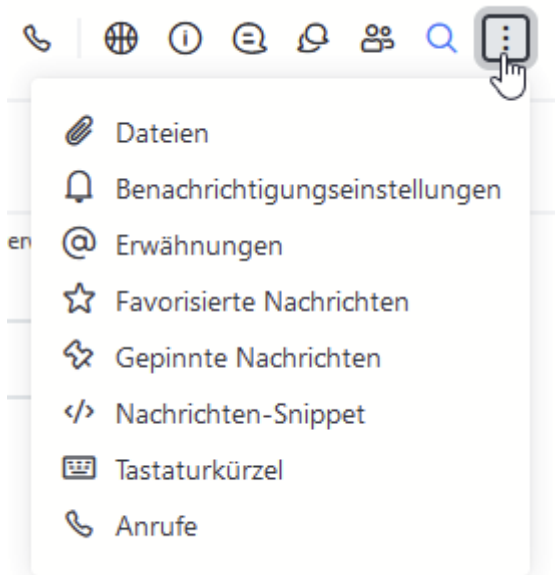 Dateien
Benachrichtigungseinstellungen
Erwähnungen
Favorisierte Nachrichten
Gepinnte Nachrichten
Nachrichten-Snippet
Tastaturkürzel
Anrufe